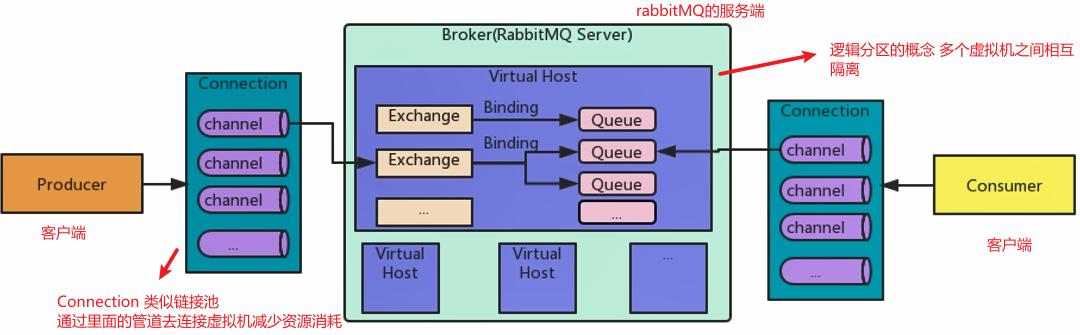 rabbitMQ的服务端
Broker(RabbitMQ Server)
逻辑分区的概念 多个虚拟机之间相互
隔离
Connection
channel
channel
channel
...
Virtual Host
Exchange
Binding
Queue
Exchange
Binding
Queue
Queue
...
...
Connection
channel
channel
channel
...
Producer
客户端
Consumer
客户端
Virtual
Host
Virtual
Host
...
Connection 类似链接池
通过里面的管道去连接虚拟机减少资源消耗